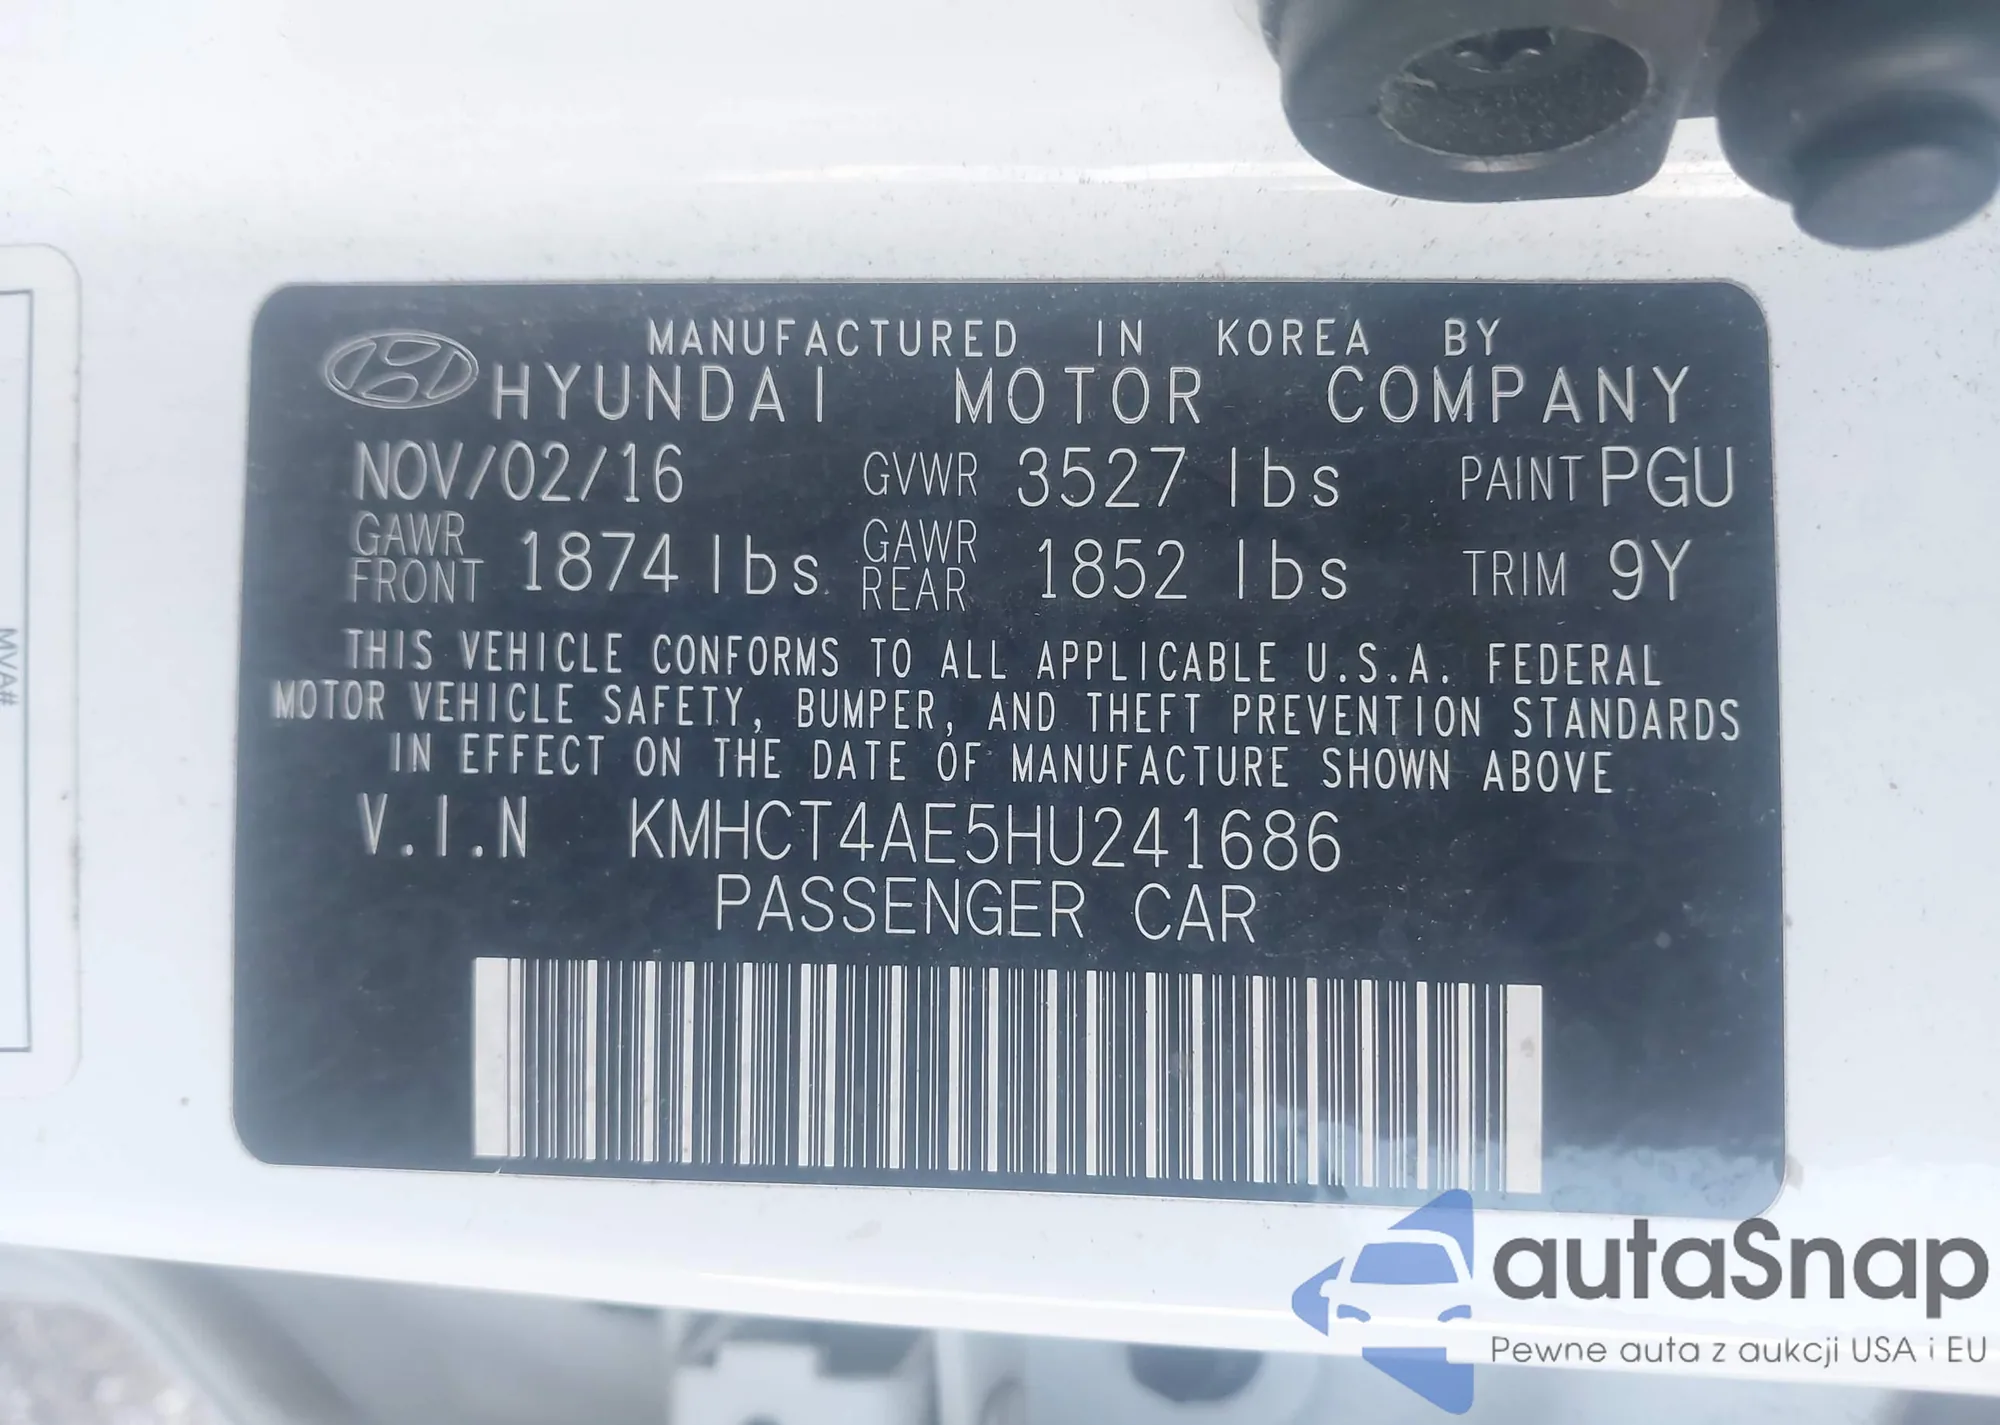 MANUFACTURED IN KOREA BY
HYUNDAI MOTOR COMPANY
NOV/02/16 GVWR 3527 lbs PAINT PGU
GAWR FRONT 1874 lbs GAWR REAR 1852 lbs TRIM 9Y
THIS VEHICLE CONFORMS TO ALL APPLICABLE U.S.A. FEDERAL
MOTOR VEHICLE SAFETY, BUMPER, AND THEFT PREVENTION STANDARDS
IN EFFECT ON THE DATE OF MANUFACTURE SHOWN ABOVE
V.I.N KMHCT4AE5HU241686
PASSENGER CAR
MVA#
autaSnap
Pewne auta z aukcji USA i EU